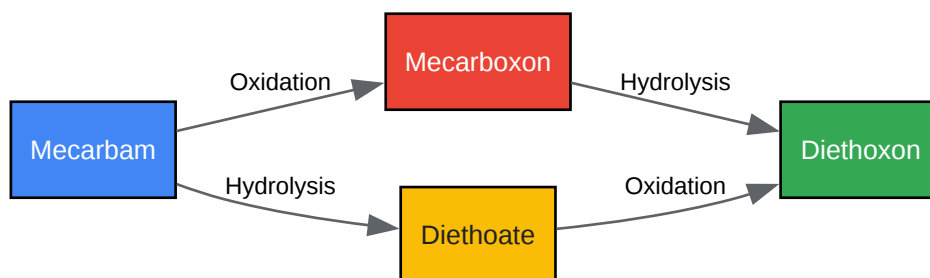 Mecarboxon
Oxidation
Hydrolysis
Mecarbam
Diethoxon
Hydrolysis
Oxidation
Diethoate